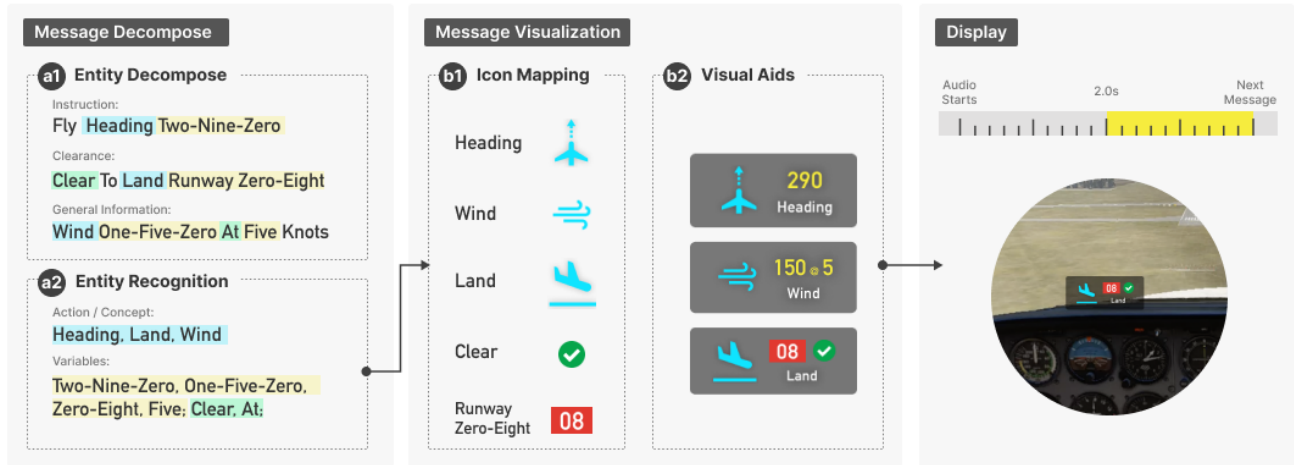 Message Decompose
a1 Entity Decompose
Instruction:
Fly Heading Two-Nine-Zero
Clearance:
Clear To Land Runway Zero-Eight
General Information:
Wind One-Five-Zero At Five Knots
a2 Entity Recognition
Action / Concept:
Heading, Land, Wind
Variables:
Two-Nine-Zero, One-Five-Zero,
Zero-Eight, Five; Clear, At;
Message Visualization
b1 Icon Mapping
Heading
Wind
Land
Clear
Runway
Zero-Eight
08
b2 Visual Aids
290
Heading
150 @ 5
Wind
08
Land
Display
Audio
Starts
2.0s
Next
Message
08
Land